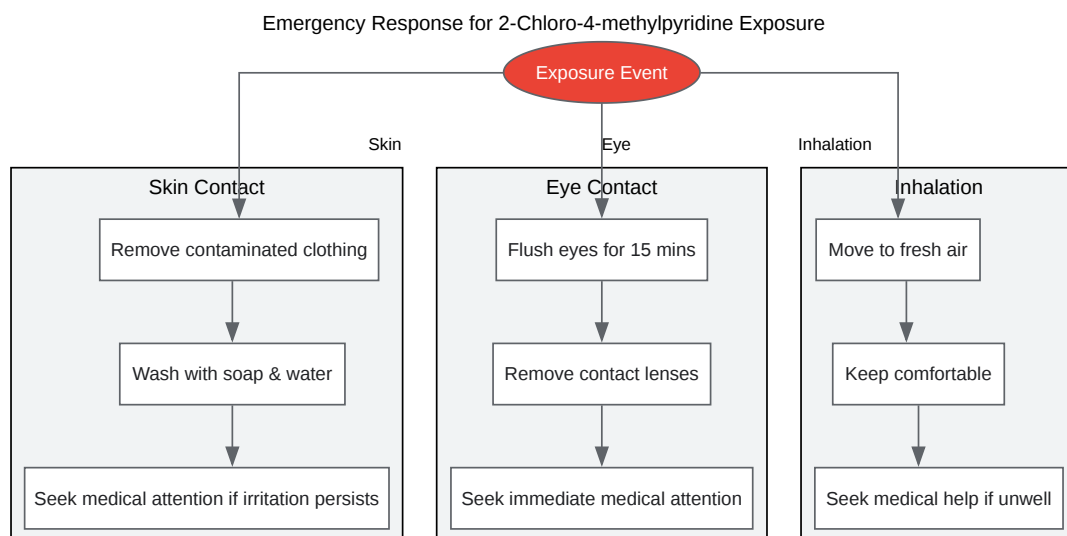 Emergency Response for 2-Chloro-4-methylpyridine Exposure
Exposure Event
Skin
Eye
Inhalation
Skin Contact
Eye Contact
Inhalation
Remove contaminated clothing
Flush eyes for 15 mins
Move to fresh air
Wash with soap & water
Remove contact lenses
Keep comfortable
Seek medical attention if irritation persists
Seek immediate medical attention
Seek medical help if unwell